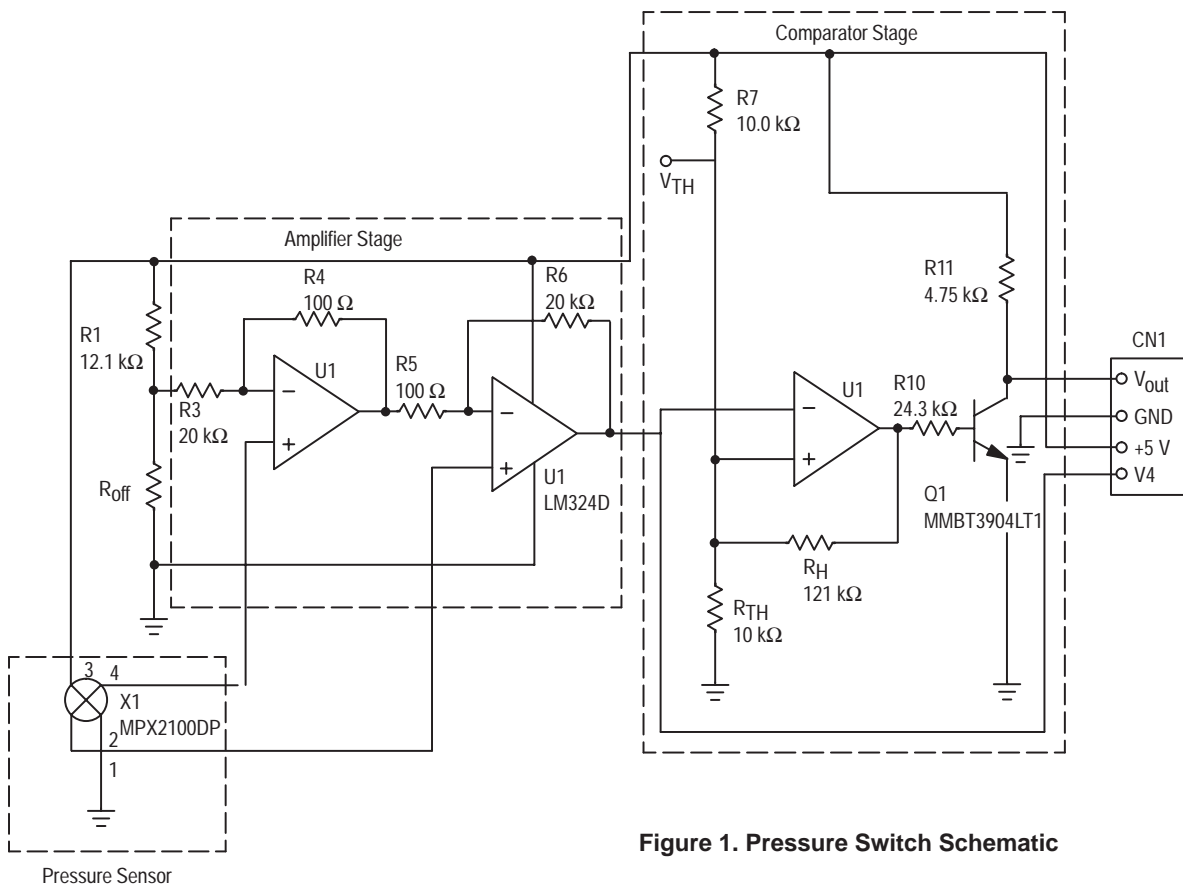 Comparator Stage
R7
10.0 kΩ
VTH
Amplifier Stage
R4
100 Ω
R6
20 kΩ
R11
4.75 kΩ
R1
12.1 kΩ
CN1
U1
R5
100 Ω
U1
R10
24.3 kΩ
Vout
R3
20 kΩ
GND
+5 V
V4
Roff
U1
LM324D
Q1
MMBT3904LT1
RH
121 kΩ
RTH
10 kΩ
3
4
X1
MPX2100DP
2
1
Figure 1. Pressure Switch Schematic
Pressure Sensor